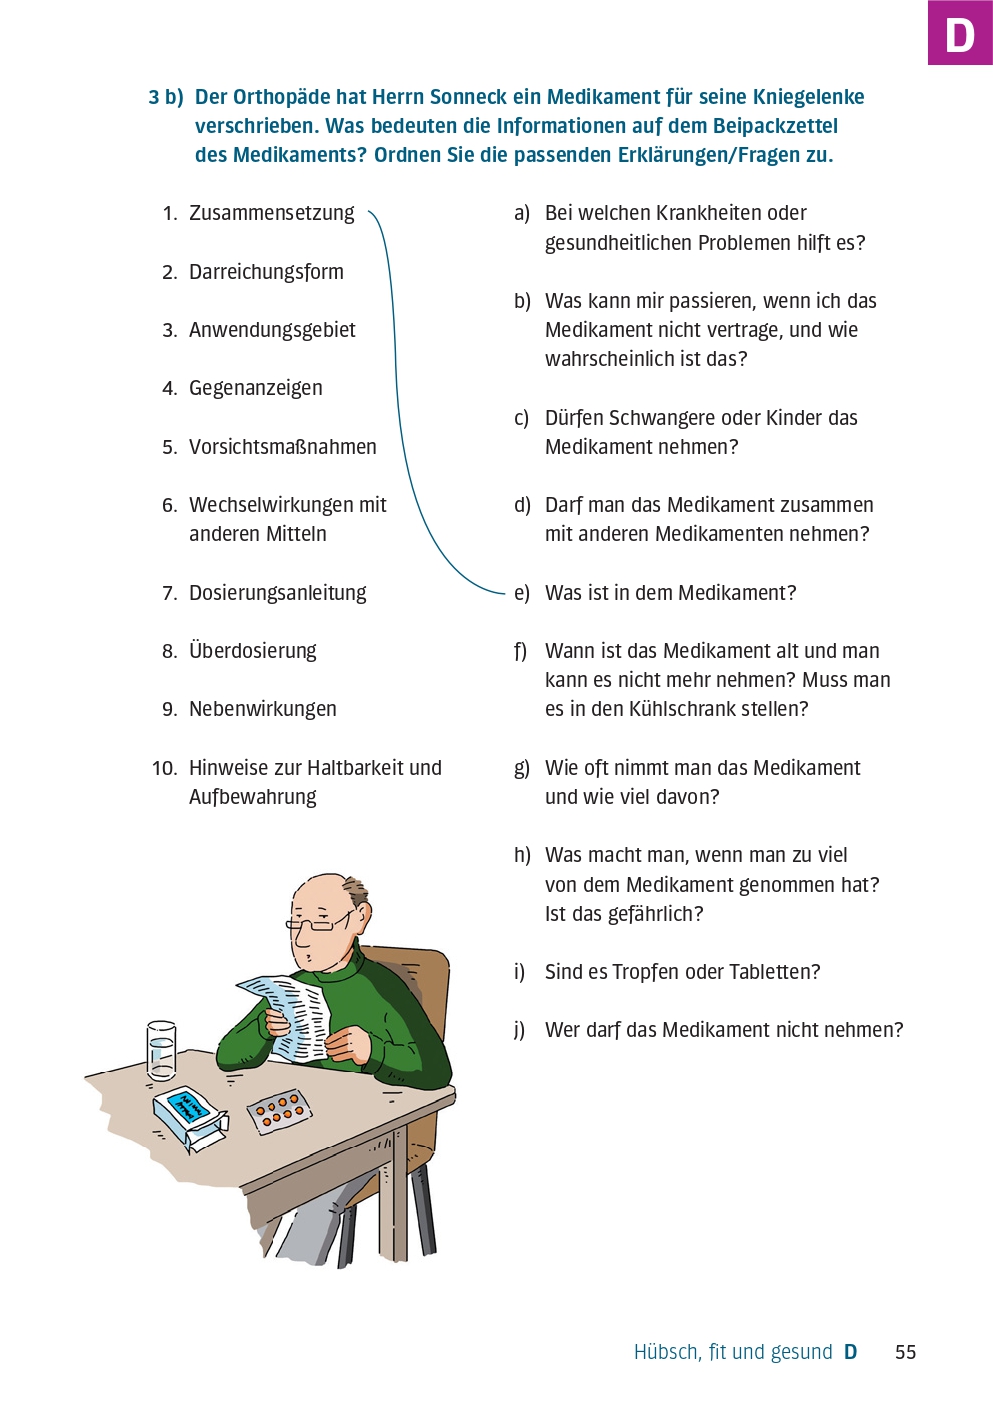 D
3 b) Der Orthopäde hat Herrn Sonneck ein Medikament für seine Kniegelenke
verschrieben. Was bedeuten die Informationen auf dem Beipackzettel
des Medikaments? Ordnen Sie die passenden Erklärungen/Fragen zu.
1. Zusammensetzung
2. Darreichungsform
3. Anwendungsgebiet
4. Gegenanzeigen
5. Vorsichtsmaßnahmen
6. Wechselwirkungen mit
anderen Mitteln
7. Dosierungsanleitung
8. Überdosierung
9. Nebenwirkungen
10. Hinweise zur Haltbarkeit und
Aufbewahrung
a) Bei welchen Krankheiten oder
gesundheitlichen Problemen hilft es?
b) Was kann mir passieren, wenn ich das
Medikament nicht vertrage, und wie
wahrscheinlich ist das?
c) Dürfen Schwangere oder Kinder das
Medikament nehmen?
d) Darf man das Medikament zusammen
mit anderen Medikamenten nehmen?
e) Was ist in dem Medikament?
f) Wann ist das Medikament alt und man
kann es nicht mehr nehmen? Muss man
es in den Kühlschrank stellen?
g) Wie oft nimmt man das Medikament
und wie viel davon?
h) Was macht man, wenn man zu viel
von dem Medikament genommen hat?
Ist das gefährlich?
i) Sind es Tropfen oder Tabletten?
j) Wer darf das Medikament nicht nehmen?
Hübsch, fit und gesund D 55